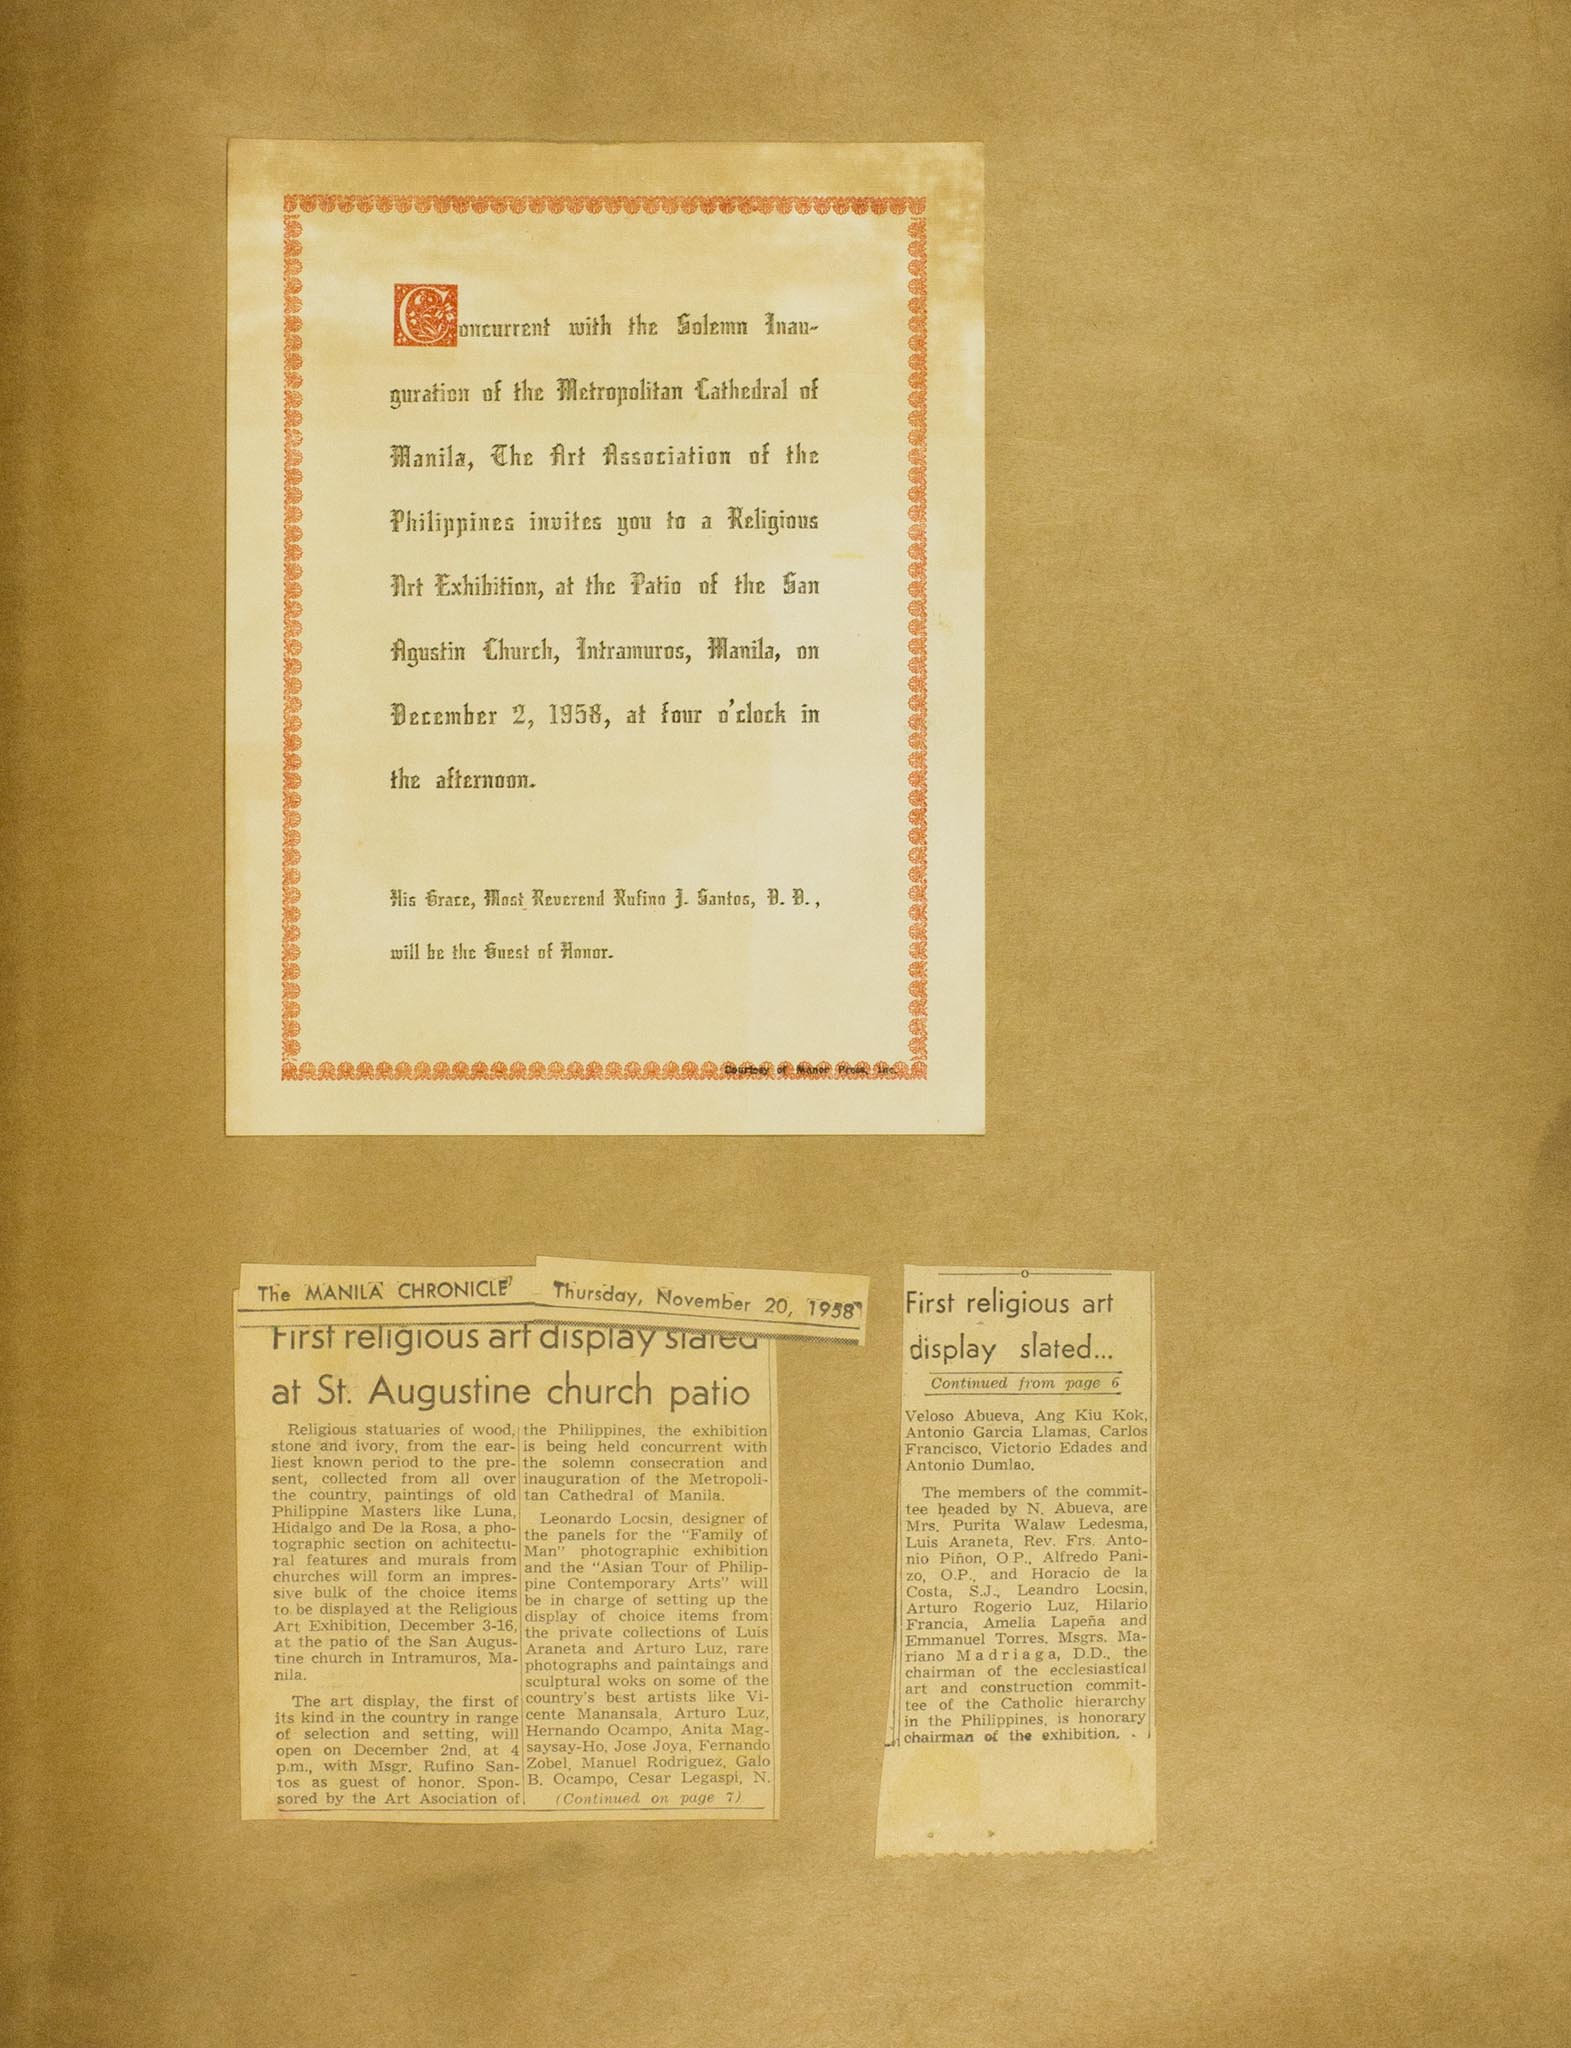 Concurrent with the Solemn Inau-
guration of the Metropolitan Cathedral of
Manila, The Art Association of the
Philippines invites you to a Religious
Art Exhibition, at the Patio of the San
Agustin Church, Intramuros, Manila, on
December 2, 1958, at four o'clock in
the afternoon.
His Grace, Most Reverend Rufino J. Santos, D. D.,
will be the Guest of Honor.
Courtesy of Manor Press, Inc.
The MANILA CHRONICLE Thursday, November 20, 1958
First religious art display slated
at St. Augustine church patio
Religious statuaries of wood,
stone and ivory, from the ear-
liest known period to the pre-
sent, collected from all over
the country, paintings of old
Philippine Masters like Luna,
Hidalgo and De la Rosa, a pho-
tographic section on achitectu-
ral features and murals from
churches will form an impres-
sive bulk of the choice items
to be displayed at the Religious
Art Exhibition, December 3-16,
at the patio of the San Augus-
tine church in Intramuros, Ma-
nila.
The art display, the first of
its kind in the country in range
of selection and setting, will
open on December 2nd, at 4
p.m., with Msgr. Rufino San-
tos as guest of honor. Spon-
sored by the Art Asociation of
the Philippines, the exhibition
is being held concurrent with
the solemn consecration and
inauguration of the Metropoli-
tan Cathedral of Manila.
Leonardo Locsin, designer of
the panels for the "Family of
Man" photographic exhibition
and the "Asian Tour of Philip-
pine Contemporary Arts" will
be in charge of setting up the
display of choice items from
the private collections of Luis
Araneta and Arturo Luz, rare
photographs and paintaings and
sculptural woks on some of the
country's best artists like Vi-
cente Manansala, Arturo Luz,
Hernando Ocampo, Anita Mag-
saysay-Ho, Jose Joya, Fernando
Zobel, Manuel Rodriguez, Galo
B. Ocampo, Cesar Legaspi, N.
(Continued on page 7)
First religious art
display slated...
Continued from page 6
Veloso Abueva, Ang Kiu Kok,
Antonio Garcia Llamas, Carlos
Francisco, Victorio Edades and
Antonio Dumlao.
The members of the commit-
tee headed by N. Abueva, are
Mrs. Purita Walaw Ledesma,
Luis Araneta, Rev. Frs. Anto-
nio Piñon, O P., Alfredo Pani-
zo, O.P., and Horacio de la
Costa, S.J., Leandro Locsin,
Arturo Rogerio Luz, Hilario
Francia, Amelia Lapeña and
Emmanuel Torres. Msgrs. Ma-
riano Madriaga, D.D., the
chairman of the ecclesiastical
art and construction commit-
tee of the Catholic hierarchy
in the Philippines, is honorary
chairman of the exhibition.